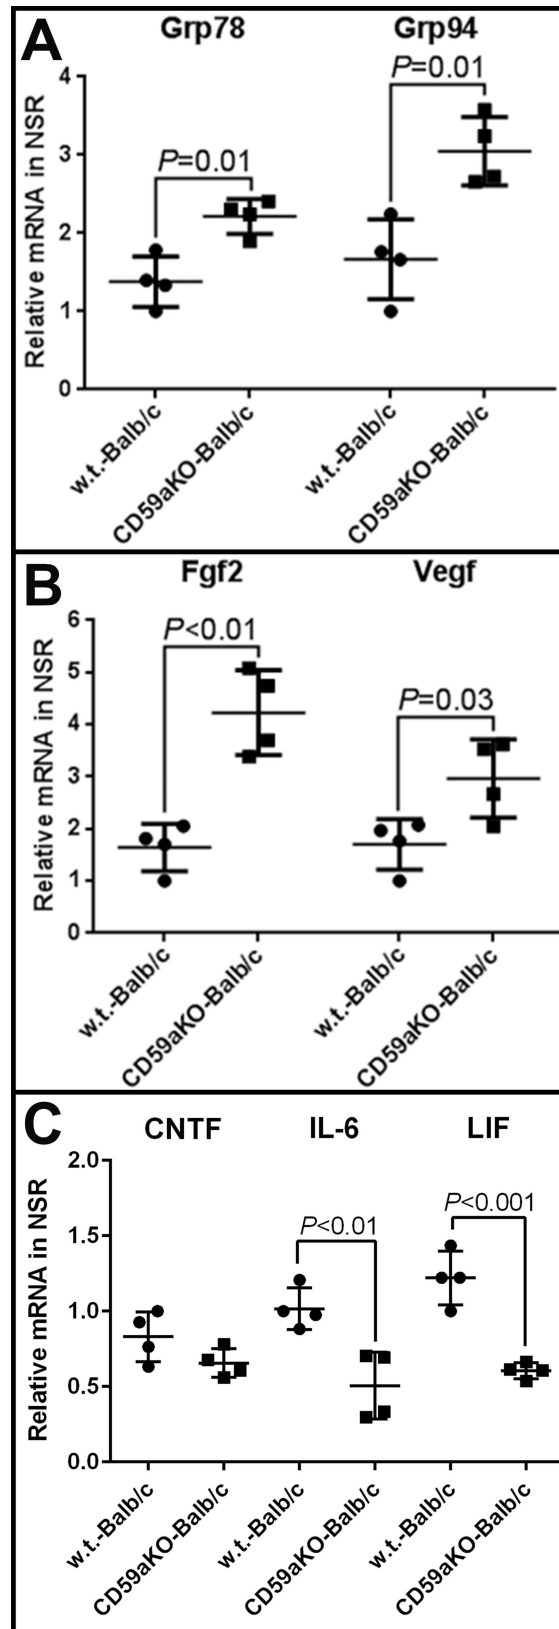 A
Grp78 Grp94
P=0.01
P=0.01
Relative mRNA in NSR
4
3
2
1
0
w.t.-Balb/c CD59aKO-Balb/c w.t.-Balb/c CD59aKO-Balb/c
B
Fgf2 Vegf
P<0.01
P=0.03
Relative mRNA in NSR
6
5
4
3
2
1
0
w.t.-Balb/c CD59aKO-Balb/c w.t.-Balb/c CD59aKO-Balb/c
C
CNTF IL-6 LIF
P<0.001
P<0.01
Relative mRNA in NSR
2.0
1.5
1.0
0.5
0.0
w.t.-Balb/c CD59aKO-Balb/c w.t.-Balb/c CD59aKO-Balb/c w.t.-Balb/c CD59aKO-Balb/c